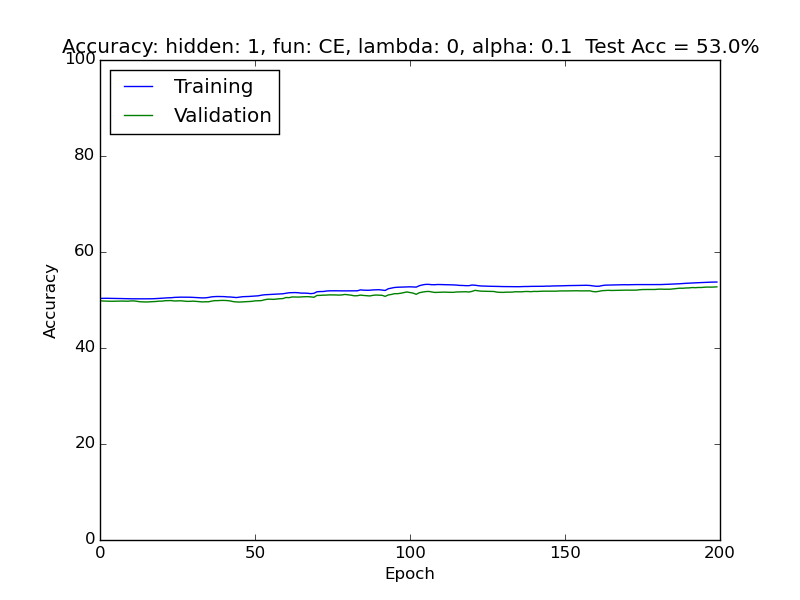 Accuracy: hidden: 1, fun: CE, lambda: 0, alpha: 0.1  Test Acc = 53.0%
Training
Validation
100
80
60
40
20
0
Accuracy
0 50 100 150 200
Epoch